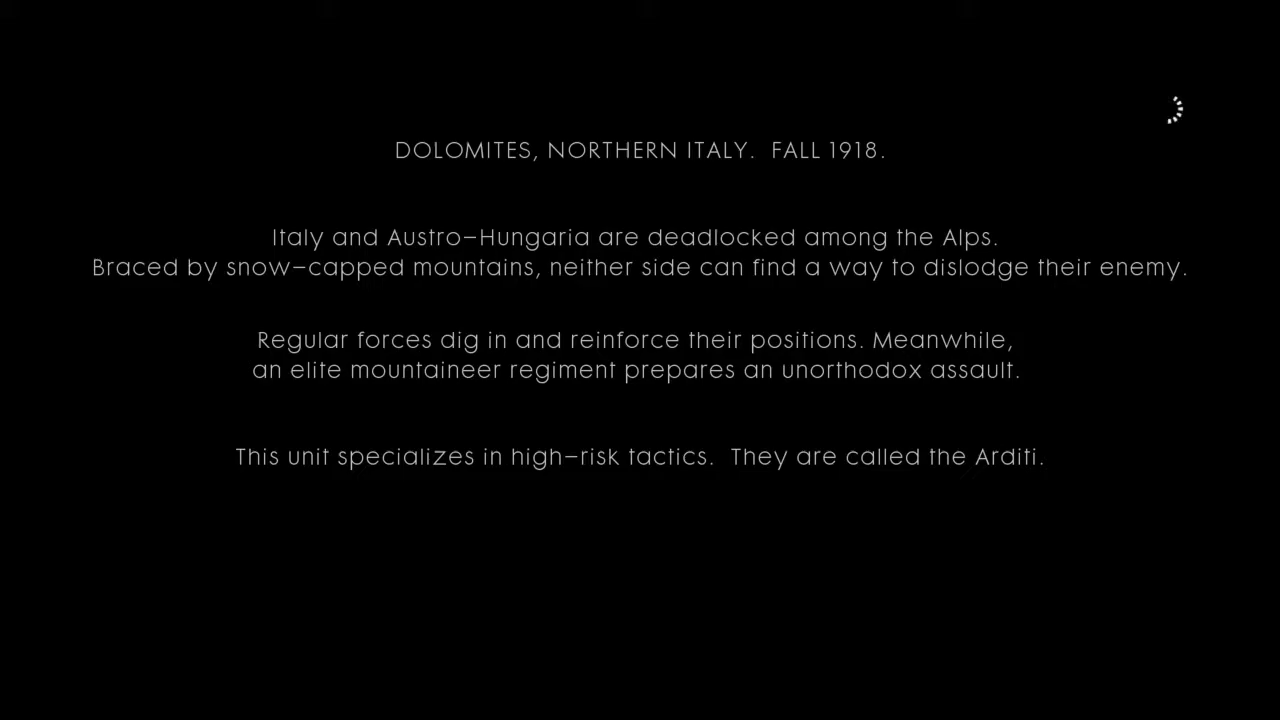 DOLOMITES, NORTHERN ITALY.  FALL 1918.
Italy and Austro-Hungaria are deadlocked among the Alps.
Braced by snow-capped mountains, neither side can find a way to dislodge their enemy.
Regular forces dig in and reinforce their positions. Meanwhile,
an elite mountaineer regiment prepares an unorthodox assault.
This unit specializes in high-risk tactics.  They are called the Arditi.